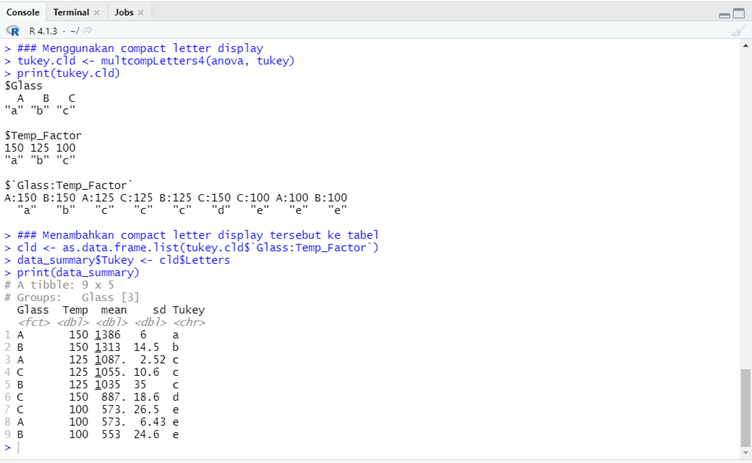 Console Terminal Jobs
R 4.1.3 · ~/
> ### Menggunakan compact letter display
> tukey.cld <- multcompLetters4(anova, tukey)
> print(tukey.cld)
$Glass
  A   B   C
"a" "b" "c"

$Temp_Factor
150 125 100
"a" "b" "c"

$`Glass:Temp_Factor`
A:150 B:150 A:125 C:125 B:125 C:150 C:100 A:100 B:100
  "a"   "b"   "c"   "c"   "c"   "d"   "e"   "e"   "e"

> ### Menambahkan compact letter display tersebut ke tabel
> cld <- as.data.frame.list(tukey.cld$`Glass:Temp_Factor`)
> data_summary$Tukey <- cld$Letters
> print(data_summary)
# A tibble: 9 x 5
# Groups:   Glass [3]
  Glass  Temp  mean    sd Tukey
  <fct> <dbl> <dbl> <dbl> <chr>
1 A       150 1386   6    a
2 B       150 1313  14.5  b
3 A       125 1087.  2.52 c
4 C       125 1055. 10.6  c
5 B       125 1035  35    c
6 C       150  887. 18.6  d
7 C       100  573. 26.5  e
8 A       100  573.  6.43 e
9 B       100  553  24.6  e
>